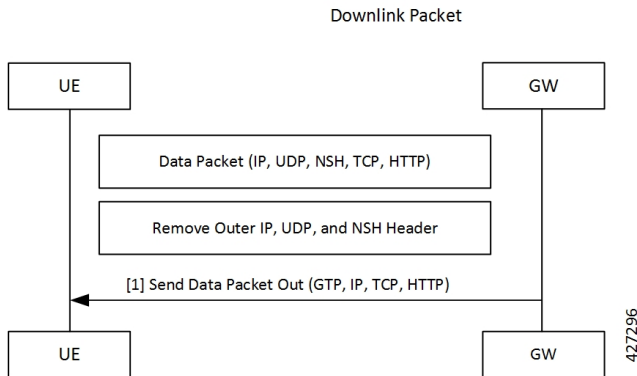 Downlink Packet
UE
GW
Data Packet (IP, UDP, NSH, TCP, HTTP)
Remove Outer IP, UDP, and NSH Header
[1] Send Data Packet Out (GTP, IP, TCP, HTTP)
UE
GW
427296